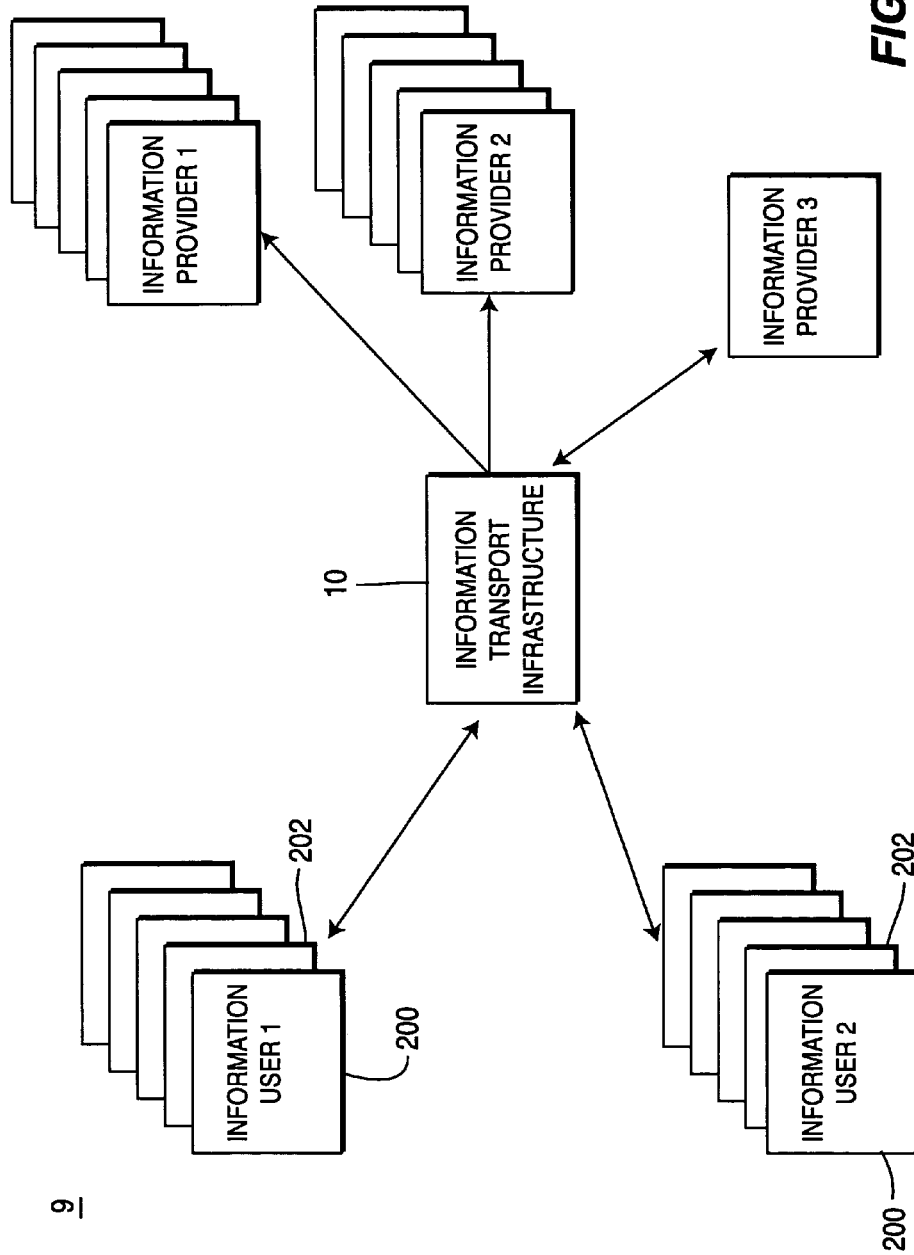 9
INFORMATION
USER 1
202
200
10
INFORMATION
TRANSPORT
INFRASTRUCTURE
INFORMATION
PROVIDER 1
INFORMATION
PROVIDER 2
INFORMATION
PROVIDER 3
INFORMATION
USER 2
202
200
FIG